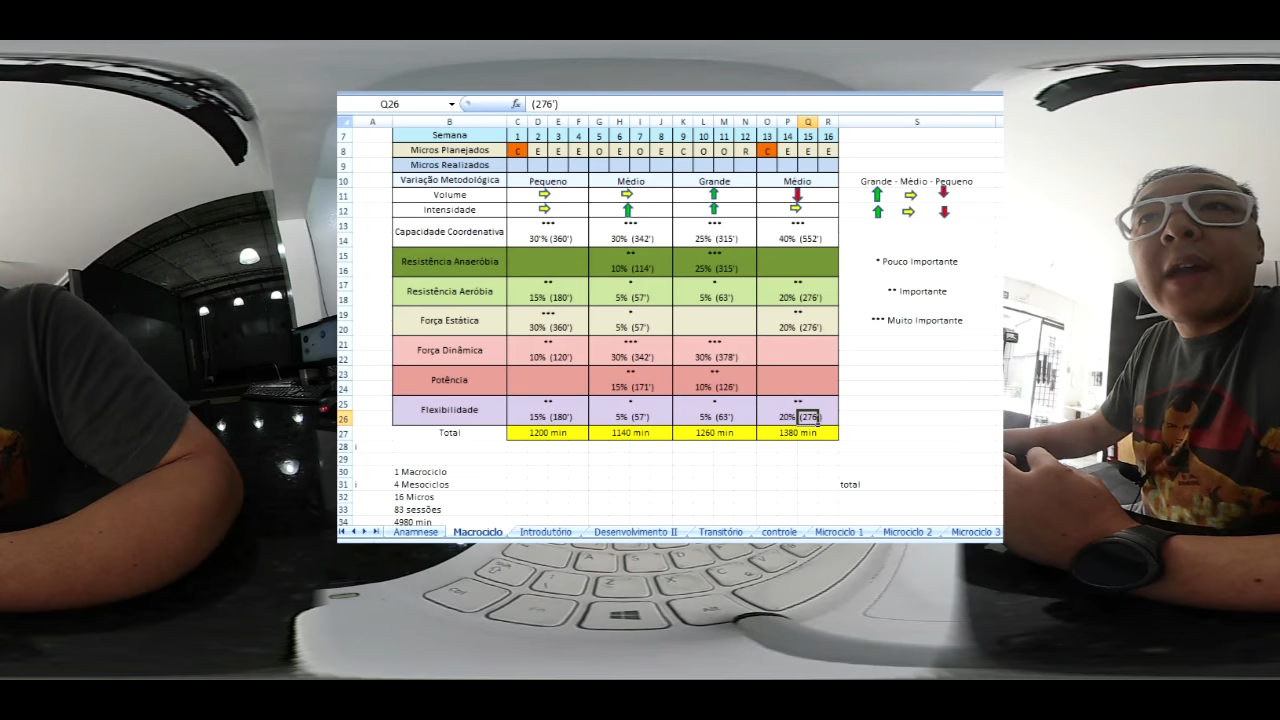 Q26 fx (276')
A B C D E F G H I J K L M N O P Q R S
7 Semana 1 2 3 4 5 6 7 8 9 10 11 12 13 14 15 16
8 Micros Planejados C E E E O E O E C O O R C E E E
9 Micros Realizados
10 Variação Metodológica Pequeno Médio Grande Médio Grande - Médio - Pequeno
11 Volume
12 Intensidade
13 *** *** *** ***
Capacidade Coordenativa
14 30'% (360') 30% (342') 25% (315') 40% (552')
15 ** ***
Resistência Anaeróbia * Pouco Importante
16 10% (114') 25% (315')
17 ** * * **
Resistência Aeróbia ** Importante
18 15% (180') 5% (57') 5% (63') 20% (276')
19 *** * **
Força Estática *** Muito Importante
20 30% (360') 5% (57') 20% (276')
21 ** *** ***
Força Dinâmica
22 10% (120') 30% (342') 30% (378')
23 ** **
Potência
24 15% (171') 10% (126')
25 ** * * **
Flexibilidade
26 15% (180') 5% (57') 5% (63') 20% (276
27 Total 1200 min 1140 min 1260 min 1380 min
28 i
29
30 1 Macrociclo
31 i 4 Mesociclos total
32 16 Micros
33 83 sessões
34 4980 min
Anamnese Macrociclo Introdutório Desenvolvimento II Transitório controle Microciclo 1 Microciclo 2 Microciclo 3
Shift Z X C
Ctrl Fn Alt